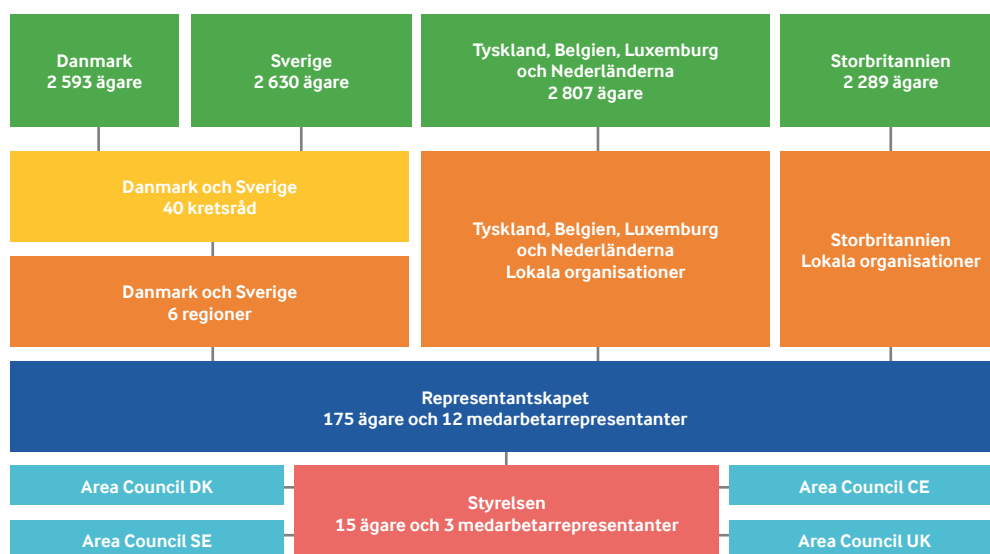 Danmark
2 593 ägare
Sverige
2 630 ägare
Tyskland, Belgien, Luxemburg
och Nederländerna
2 807 ägare
Storbritannien
2 289 ägare
Danmark och Sverige
40 kretsråd
Tyskland, Belgien, Luxemburg
och Nederländerna
Lokala organisationer
Storbritannien
Lokala organisationer
Danmark och Sverige
6 regioner
Representantskapet
175 ägare och 12 medarbetarrepresentanter
Area Council DK
Area Council SE
Styrelsen
15 ägare och 3 medarbetarrepresentanter
Area Council CE
Area Council UK